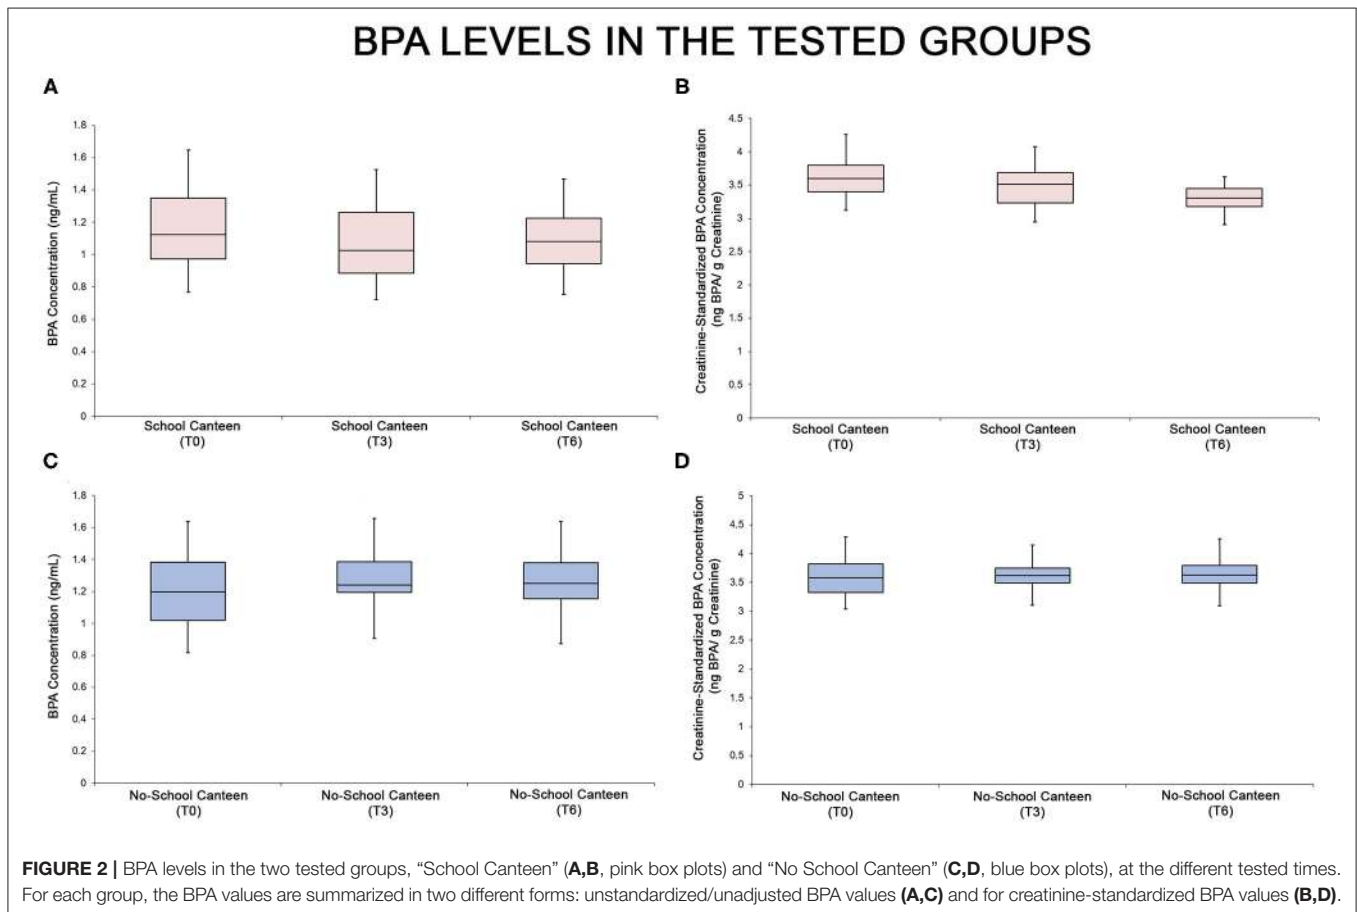 BPA LEVELS IN THE TESTED GROUPS
A
BPA Concentration (ng/mL)
1.8
1.6
1.4
1.2
1
0.8
0.6
0.4
0.2
0
School Canteen
(T0)
School Canteen
(T3)
School Canteen
(T6)
B
Creatinine-Standardized BPA Concentration
(ng BPA/ g Creatinine)
4.5
4
3.5
3
2.5
2
1.5
1
0.5
0
School Canteen
(T0)
School Canteen
(T3)
School Canteen
(T6)
C
BPA Concentration (ng/mL)
1.8
1.6
1.4
1.2
1
0.8
0.6
0.4
0.2
0
No-School Canteen
(T0)
No-School Canteen
(T3)
No-School Canteen
(T6)
D
Creatinine-Standardized BPA Concentration
(ng BPA/ g Creatinine)
5
4.5
4
3.5
3
2.5
2
1.5
1
0.5
0
No-School Canteen
(T0)
No-School Canteen
(T3)
No-School Canteen
(T6)
FIGURE 2 | BPA levels in the two tested groups, “School Canteen” (A,B, pink box plots) and “No School Canteen” (C,D, blue box plots), at the different tested times.
For each group, the BPA values are summarized in two different forms: unstandardized/unadjusted BPA values (A,C) and for creatinine-standardized BPA values (B,D).